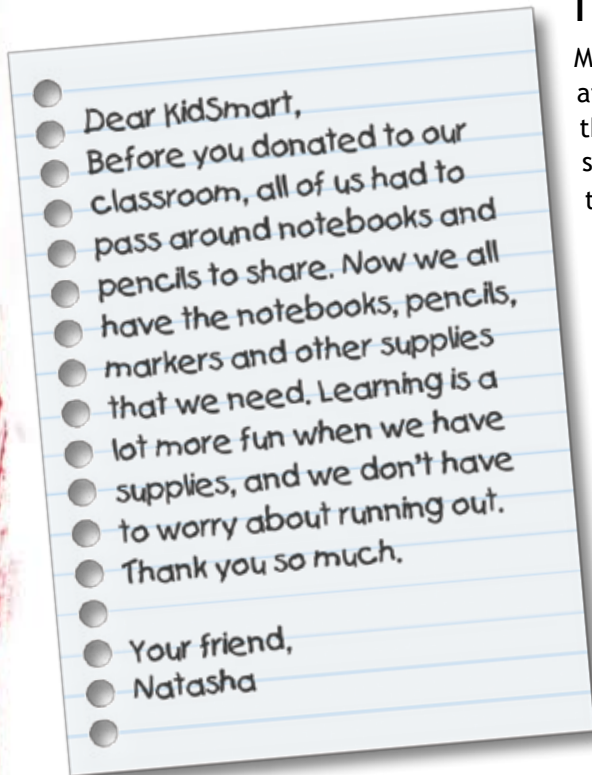 Dear KidSmart,
Before you donated to our
classroom, all of us had to
pass around notebooks and
pencils to share. Now we all
have the notebooks, pencils,
markers and other supplies
that we need. Learning is a
lot more fun when we have
supplies, and we don't have
to worry about running out.
Thank you so much.
Your friend,
Natasha